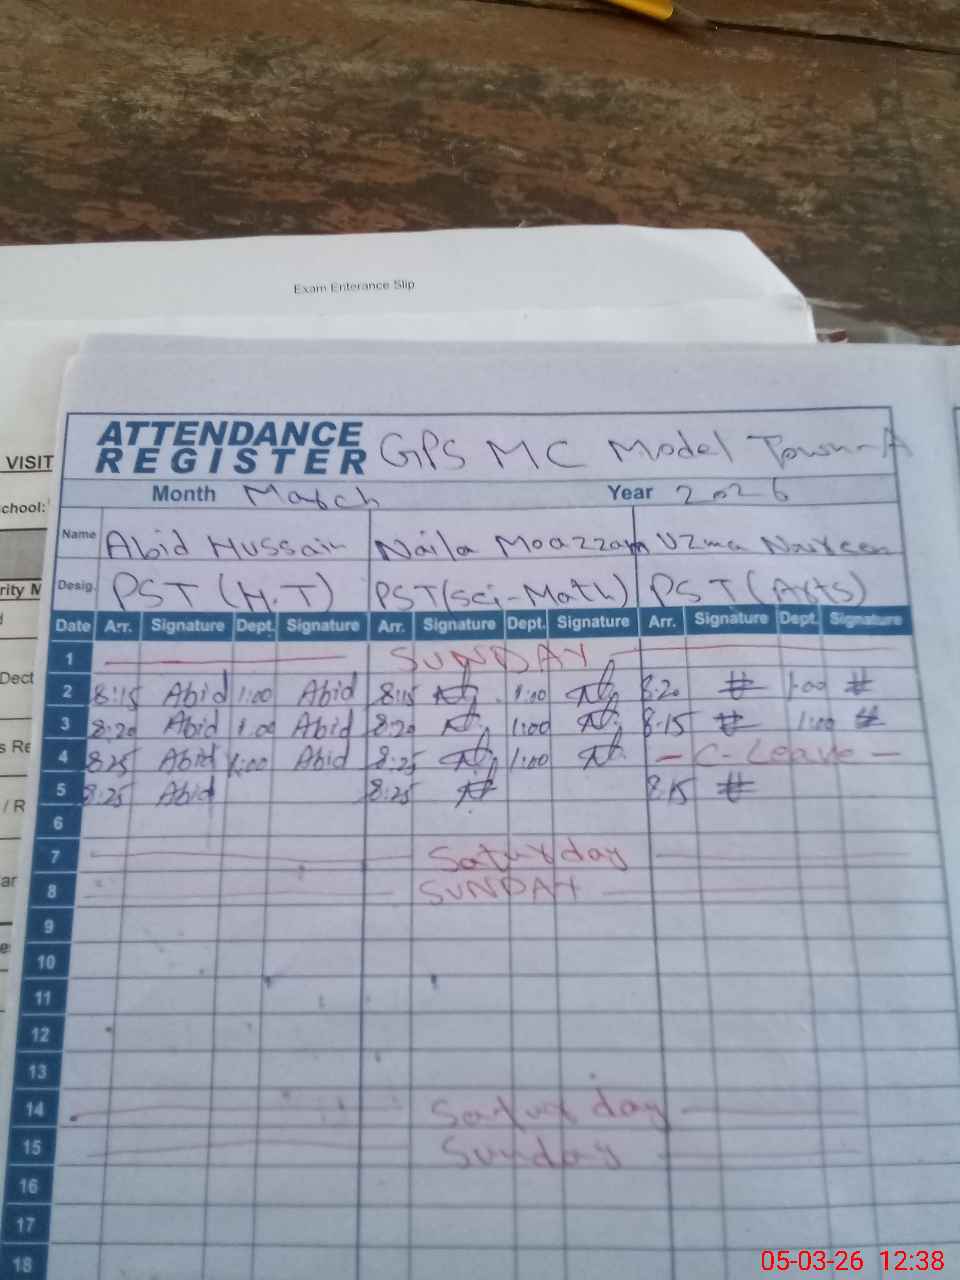 Exam Enterance Slip
VISIT
chool:
rity M
Dect
s Re
/ R
ar
ATTENDANCE REGISTER GPS MC Model Town-A
Month March Year 2026
Name Abid Hussain Naila Moazzam Uzma Nasreen
Desig. PST (H.T) PST(Sci-Math) PST(Arts)
Date Arr. Signature Dept. Signature Arr. Signature Dept. Signature Arr. Signature Dept. Signature
1 SUNDAY
2 8:15 Abid 1:00 Abid 8:15 1:00 8:20 1:00
3 8:20 Abid 1:00 Abid 8:20 1:00 8:15 1:00
4 8:25 Abid 1:00 Abid 8:25 1:00 - C-Leave -
5 8:25 Abid 8:25 8:15
6
7 Saturday
8 SUNDAY
9
10
11
12
13
14 Saturday
15 Sunday
16
17
18
05-03-26 12:38